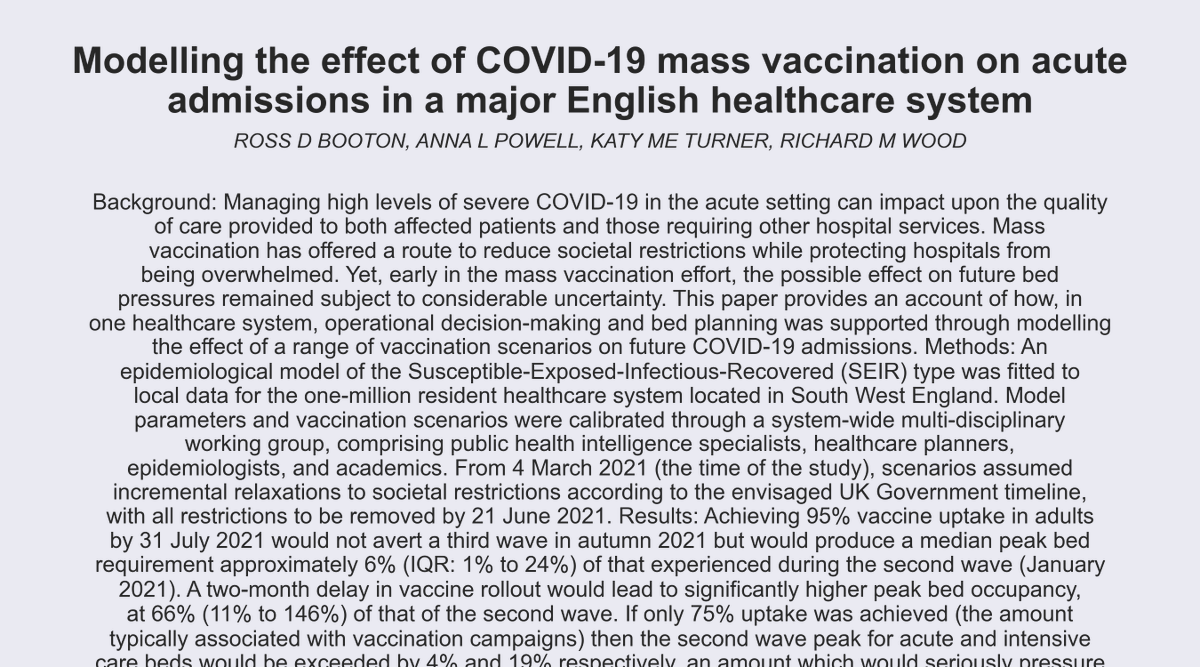 Modelling the effect of COVID-19 mass vaccination on acute
admissions in a major English healthcare system
ROSS D BOOTON, ANNA L POWELL, KATY ME TURNER, RICHARD M WOOD
Background: Managing high levels of severe COVID-19 in the acute setting can impact upon the quality
of care provided to both affected patients and those requiring other hospital services. Mass
vaccination has offered a route to reduce societal restrictions while protecting hospitals from
being overwhelmed. Yet, early in the mass vaccination effort, the possible effect on future bed
pressures remained subject to considerable uncertainty. This paper provides an account of how, in
one healthcare system, operational decision-making and bed planning was supported through modelling
the effect of a range of vaccination scenarios on future COVID-19 admissions. Methods: An
epidemiological model of the Susceptible-Exposed-Infectious-Recovered (SEIR) type was fitted to
local data for the one-million resident healthcare system located in South West England. Model
parameters and vaccination scenarios were calibrated through a system-wide multi-disciplinary
working group, comprising public health intelligence specialists, healthcare planners,
epidemiologists, and academics. From 4 March 2021 (the time of the study), scenarios assumed
incremental relaxations to societal restrictions according to the envisaged UK Government timeline,
with all restrictions to be removed by 21 June 2021. Results: Achieving 95% vaccine uptake in adults
by 31 July 2021 would not avert a third wave in autumn 2021 but would produce a median peak bed
requirement approximately 6% (IQR: 1% to 24%) of that experienced during the second wave (January
2021). A two-month delay in vaccine rollout would lead to significantly higher peak bed occupancy,
at 66% (11% to 146%) of that of the second wave. If only 75% uptake was achieved (the amount
typically associated with vaccination campaigns) then the second wave peak for acute and intensive
care beds would be exceeded by 4% and 19% respectively, an amount which would seriously pressure